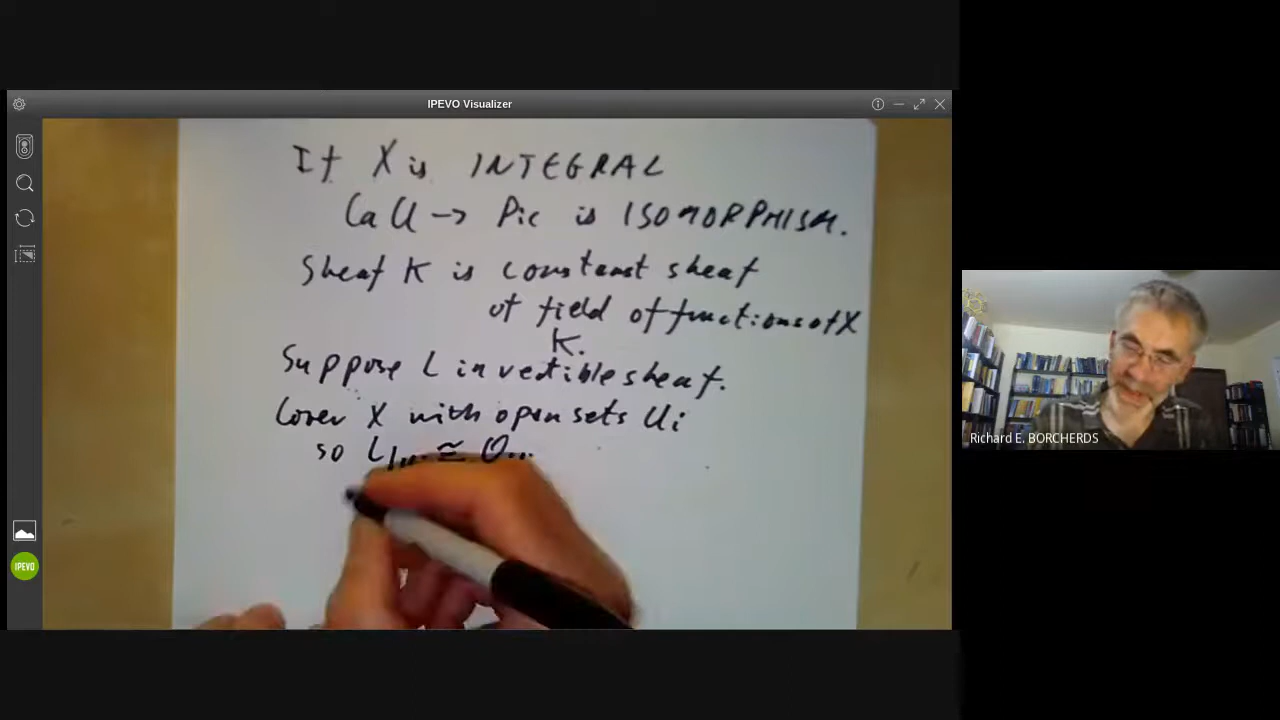 IPEVO Visualizer
If X is INTEGRAL
CaCl → Pic is ISOMORPHISM.
Sheaf K is constant sheaf
of field of functions of X
K.
Suppose L invertible sheaf.
Cover X with open sets Ui
so L| ≅ O
Richard E. BORCHERDS
IPEVO